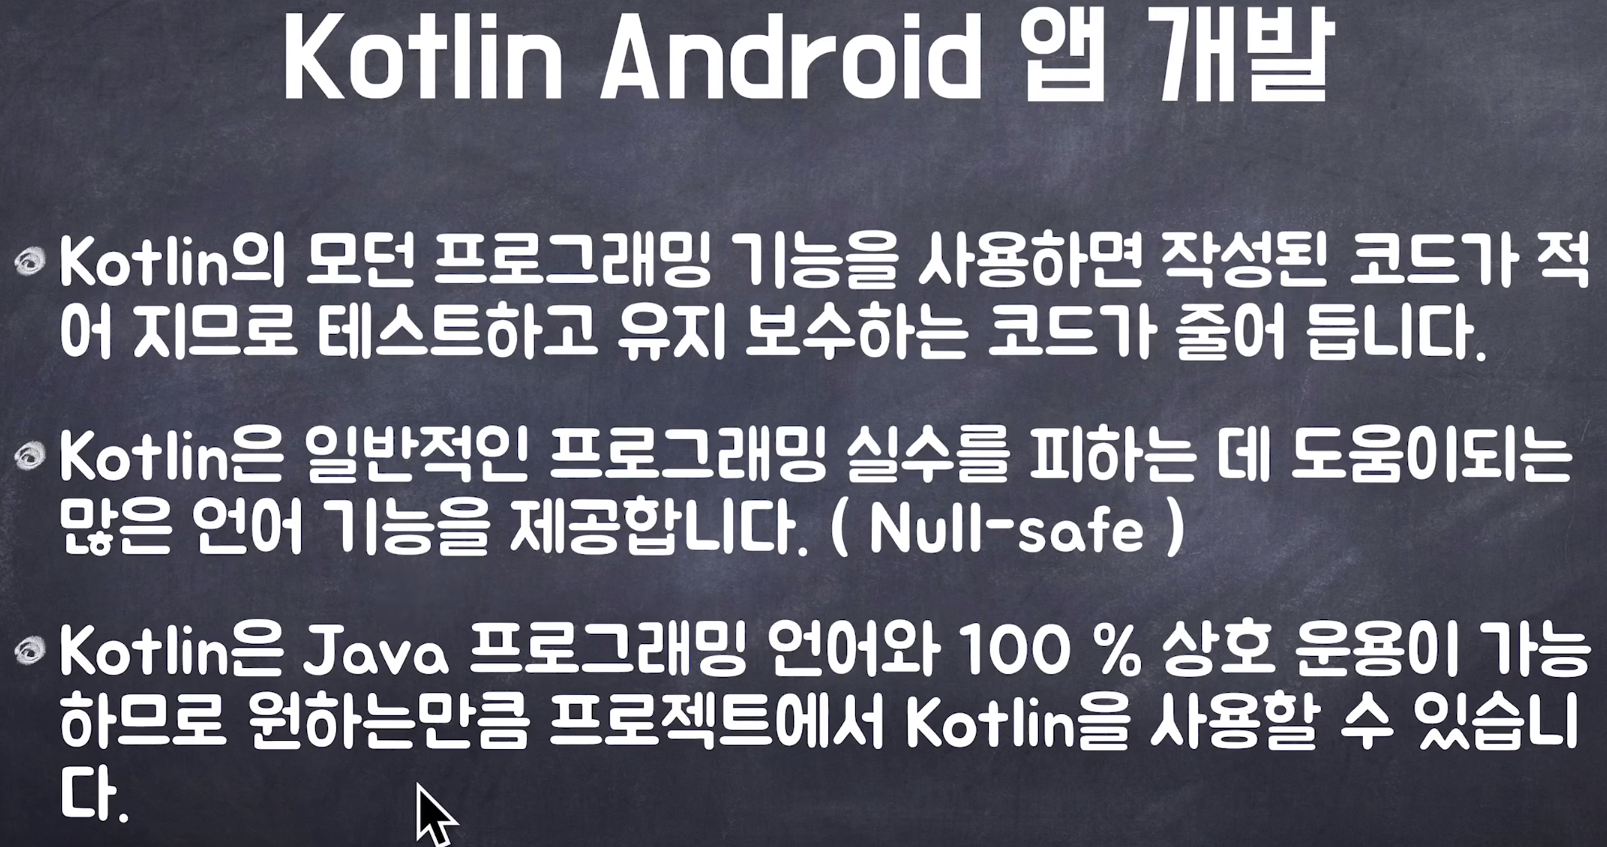 Kotlin Android 앱 개발
Kotlin의 모던 프로그래밍 기능을 사용하면 작성된 코드가 적
어 지므로 테스트하고 유지 보수하는 코드가 줄어 듭니다.
Kotlin은 일반적인 프로그래밍 실수를 피하는 데 도움이되는
많은 언어 기능을 제공합니다. ( Null-safe )
Kotlin은 Java 프로그래밍 언어와 100 % 상호 운용이 가능
하므로 원하는만큼 프로젝트에서 Kotlin을 사용할 수 있습니
다.